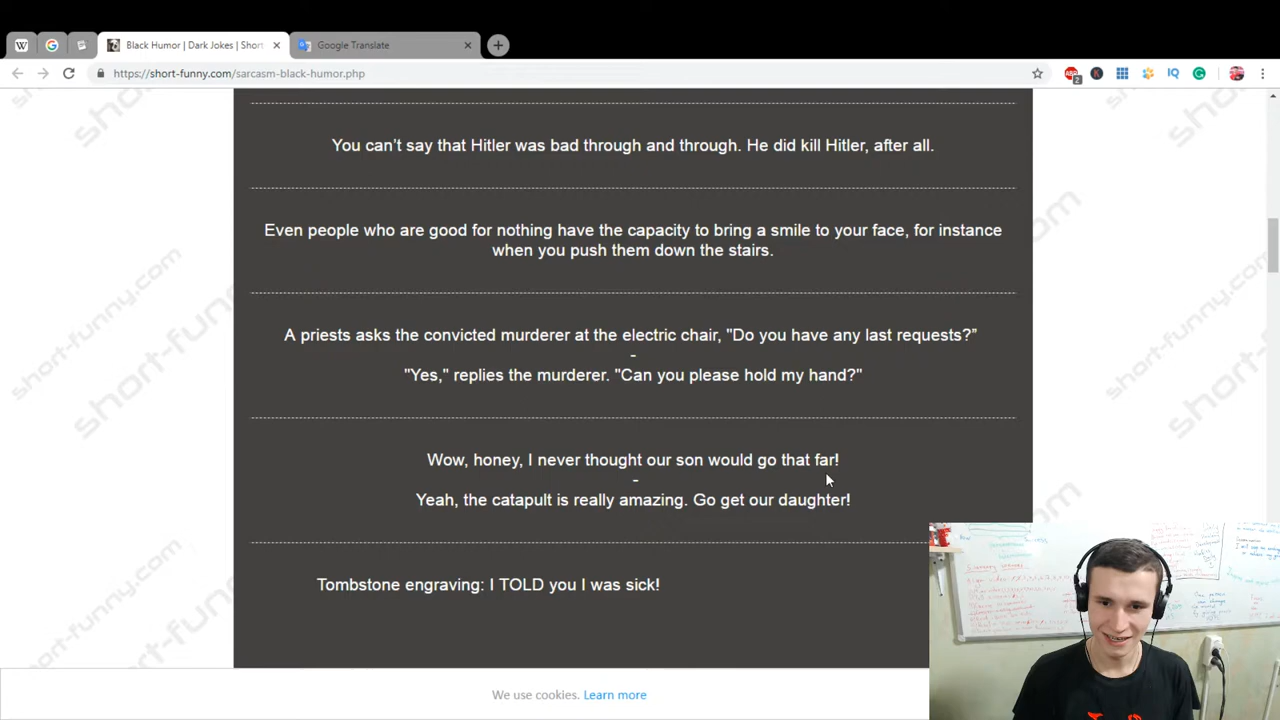 Black Humor | Dark Jokes | Short
Google Translate
https://short-funny.com/sarcasm-black-humor.php
You can't say that Hitler was bad through and through. He did kill Hitler, after all.
Even people who are good for nothing have the capacity to bring a smile to your face, for instance
when you push them down the stairs.
A priests asks the convicted murderer at the electric chair, "Do you have any last requests?"
-
"Yes," replies the murderer. "Can you please hold my hand?"
Wow, honey, I never thought our son would go that far!
-
Yeah, the catapult is really amazing. Go get our daughter!
Tombstone engraving: I TOLD you I was sick!
We use cookies. Learn more
short-funny.com